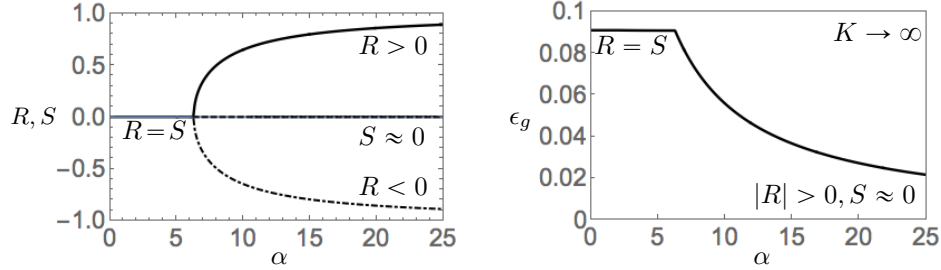 1.0
0.5
0.0
−0.5
−1.0
R, S
R > 0
R = S
S ≈ 0
R < 0
0 5 10 15 20 25
α
0.1
0.08
0.06
0.04
0.02
0
ϵg
K → ∞
R = S
|R| > 0, S ≈ 0
0 5 10 15 20 25
α